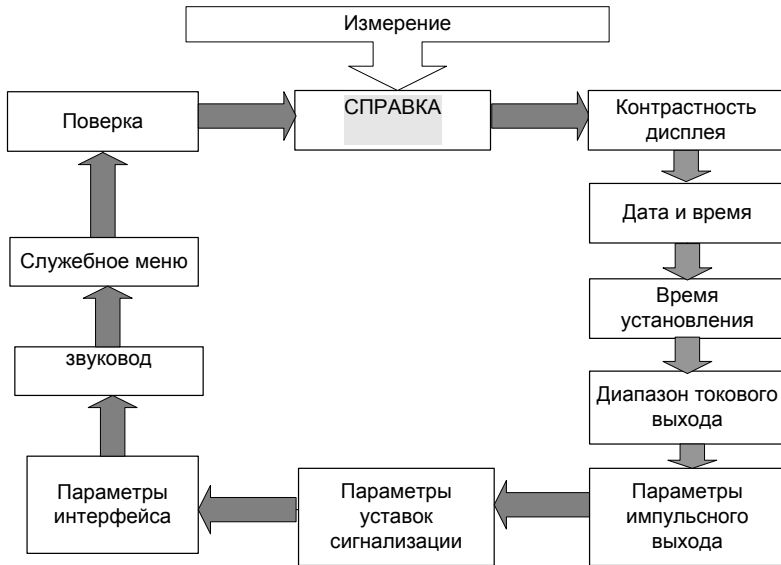 Измерение
СПРАВКА
Контрастность
дисплея
Дата и время
Время
установления
Диапазон токового
выхода
Параметры
импульсного
выхода
Параметры
уставок
сигнализации
Параметры
интерфейса
звуковод
Служебное меню
Поверка